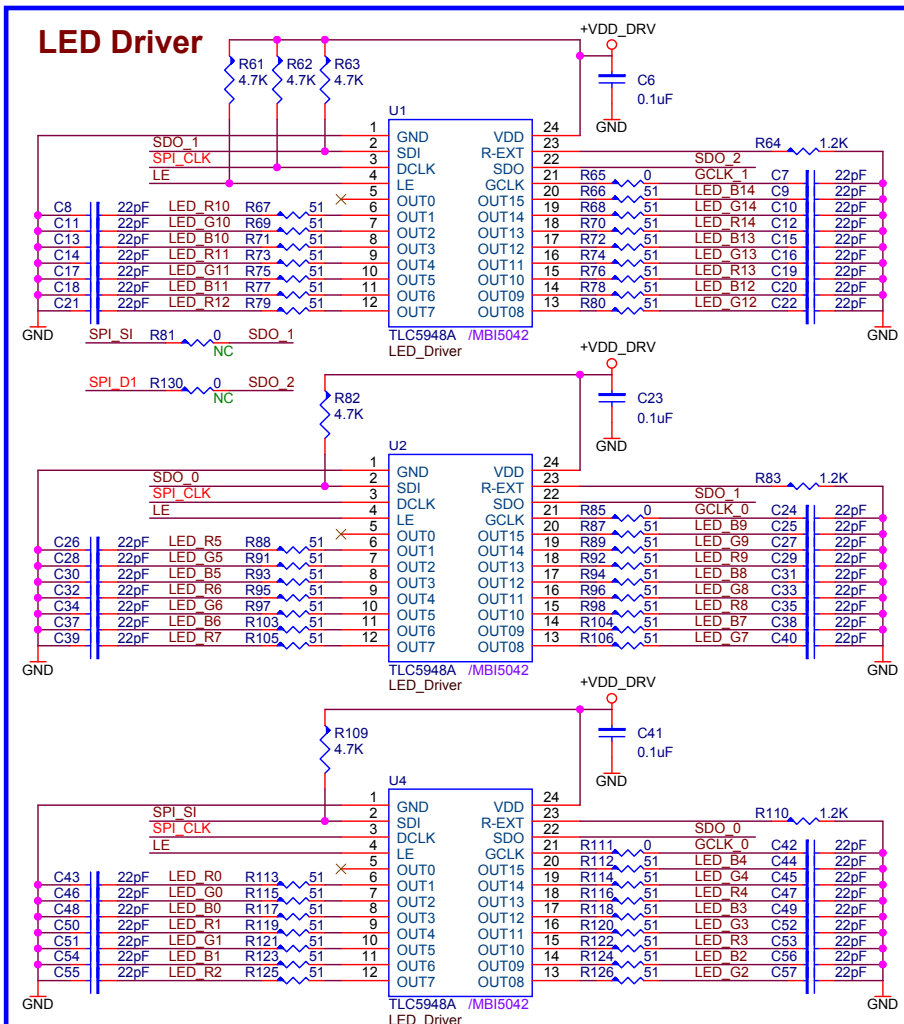 LED Driver
+VDD_DRV
R61 R62 R63
4.7K 4.7K 4.7K
C6
0.1uF
GND
U1
1 GND VDD 24
SDO_1 2 SDI R-EXT 23 R64 1.2K
SPI_CLK 3 DCLK SDO 22 SDO_2
LE 4 LE GCLK 21 R65 0 GCLK_1 C7 22pF
5 OUT0 OUT15 20 R66 51 LED_B14 C9 22pF
C8 22pF LED_R10 R67 51 6 OUT1 OUT14 19 R68 51 LED_G14 C10 22pF
C11 22pF LED_G10 R69 51 7 OUT2 OUT13 18 R70 51 LED_R14 C12 22pF
C13 22pF LED_B10 R71 51 8 OUT3 OUT12 17 R72 51 LED_B13 C15 22pF
C14 22pF LED_R11 R73 51 9 OUT4 OUT11 16 R74 51 LED_G13 C16 22pF
C17 22pF LED_G11 R75 51 10 OUT5 OUT10 15 R76 51 LED_R13 C19 22pF
C18 22pF LED_B11 R77 51 11 OUT6 OUT09 14 R78 51 LED_B12 C20 22pF
C21 22pF LED_R12 R79 51 12 OUT7 OUT08 13 R80 51 LED_G12 C22 22pF
GND TLC5948A /MBI5042 GND
LED_Driver
SPI_SI R81 0 SDO_1
NC
SPI_D1 R130 0 SDO_2
NC
+VDD_DRV
R82
4.7K
C23
0.1uF
GND
U2
1 GND VDD 24
SDO_0 2 SDI R-EXT 23 R83 1.2K
SPI_CLK 3 DCLK SDO 22 SDO_1
LE 4 LE GCLK 21 R85 0 GCLK_0 C24 22pF
5 OUT0 OUT15 20 R87 51 LED_B9 C25 22pF
C26 22pF LED_R5 R88 51 6 OUT1 OUT14 19 R89 51 LED_G9 C27 22pF
C28 22pF LED_G5 R91 51 7 OUT2 OUT13 18 R92 51 LED_R9 C29 22pF
C30 22pF LED_B5 R93 51 8 OUT3 OUT12 17 R94 51 LED_B8 C31 22pF
C32 22pF LED_R6 R95 51 9 OUT4 OUT11 16 R96 51 LED_G8 C33 22pF
C34 22pF LED_G6 R97 51 10 OUT5 OUT10 15 R98 51 LED_R8 C35 22pF
C37 22pF LED_B6 R103 51 11 OUT6 OUT09 14 R104 51 LED_B7 C38 22pF
C39 22pF LED_R7 R105 51 12 OUT7 OUT08 13 R106 51 LED_G7 C40 22pF
GND TLC5948A /MBI5042 GND
LED_Driver
+VDD_DRV
R109
4.7K
C41
0.1uF
GND
U4
1 GND VDD 24
SPI_SI 2 SDI R-EXT 23 R110 1.2K
SPI_CLK 3 DCLK SDO 22 SDO_0
LE 4 LE GCLK 21 R111 0 GCLK_0 C42 22pF
5 OUT0 OUT15 20 R112 51 LED_B4 C44 22pF
C43 22pF LED_R0 R113 51 6 OUT1 OUT14 19 R114 51 LED_G4 C45 22pF
C46 22pF LED_G0 R115 51 7 OUT2 OUT13 18 R116 51 LED_R4 C47 22pF
C48 22pF LED_B0 R117 51 8 OUT3 OUT12 17 R118 51 LED_B3 C49 22pF
C50 22pF LED_R1 R119 51 9 OUT4 OUT11 16 R120 51 LED_G3 C52 22pF
C51 22pF LED_G1 R121 51 10 OUT5 OUT10 15 R122 51 LED_R3 C53 22pF
C54 22pF LED_B1 R123 51 11 OUT6 OUT09 14 R124 51 LED_B2 C56 22pF
C55 22pF LED_R2 R125 51 12 OUT7 OUT08 13 R126 51 LED_G2 C57 22pF
GND TLC5948A /MBI5042 GND
LED_Driver